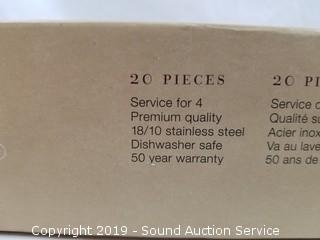 20 PIECES
Service for 4
Premium quality
18/10 stainless steel
Dishwasher safe
50 year warranty
20 PI
Service
Qualité
Acier inox
Va au lave
50 ans de
Copyright 2019 - Sound Auction Service